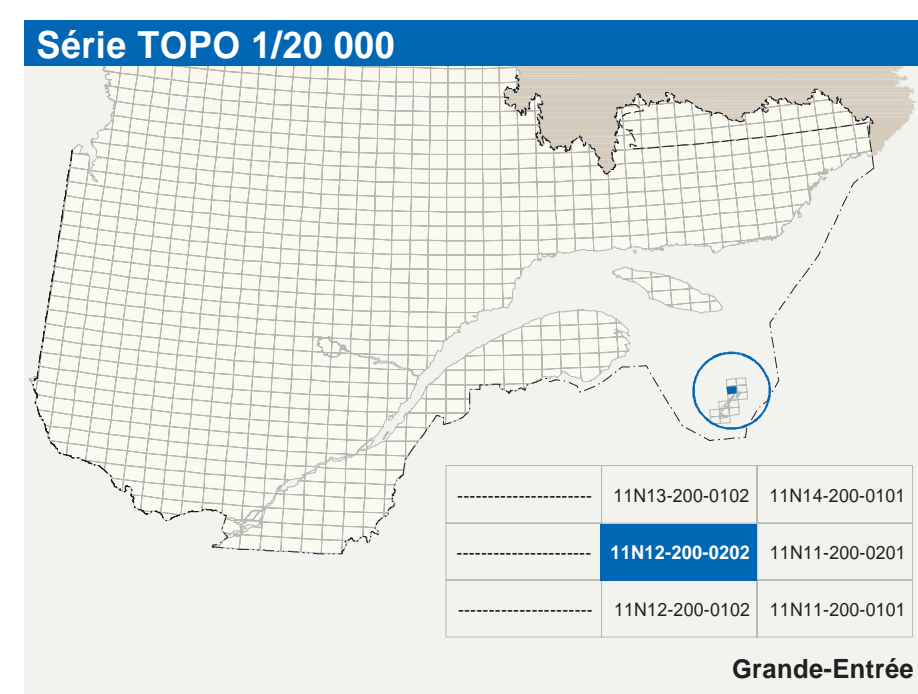 Série TOPO 1/20 000
---------------------- 11N13-200-0102 11N14-200-0101
---------------------- 11N12-200-0202 11N11-200-0201
---------------------- 11N12-200-0102 11N11-200-0101
Grande-Entrée